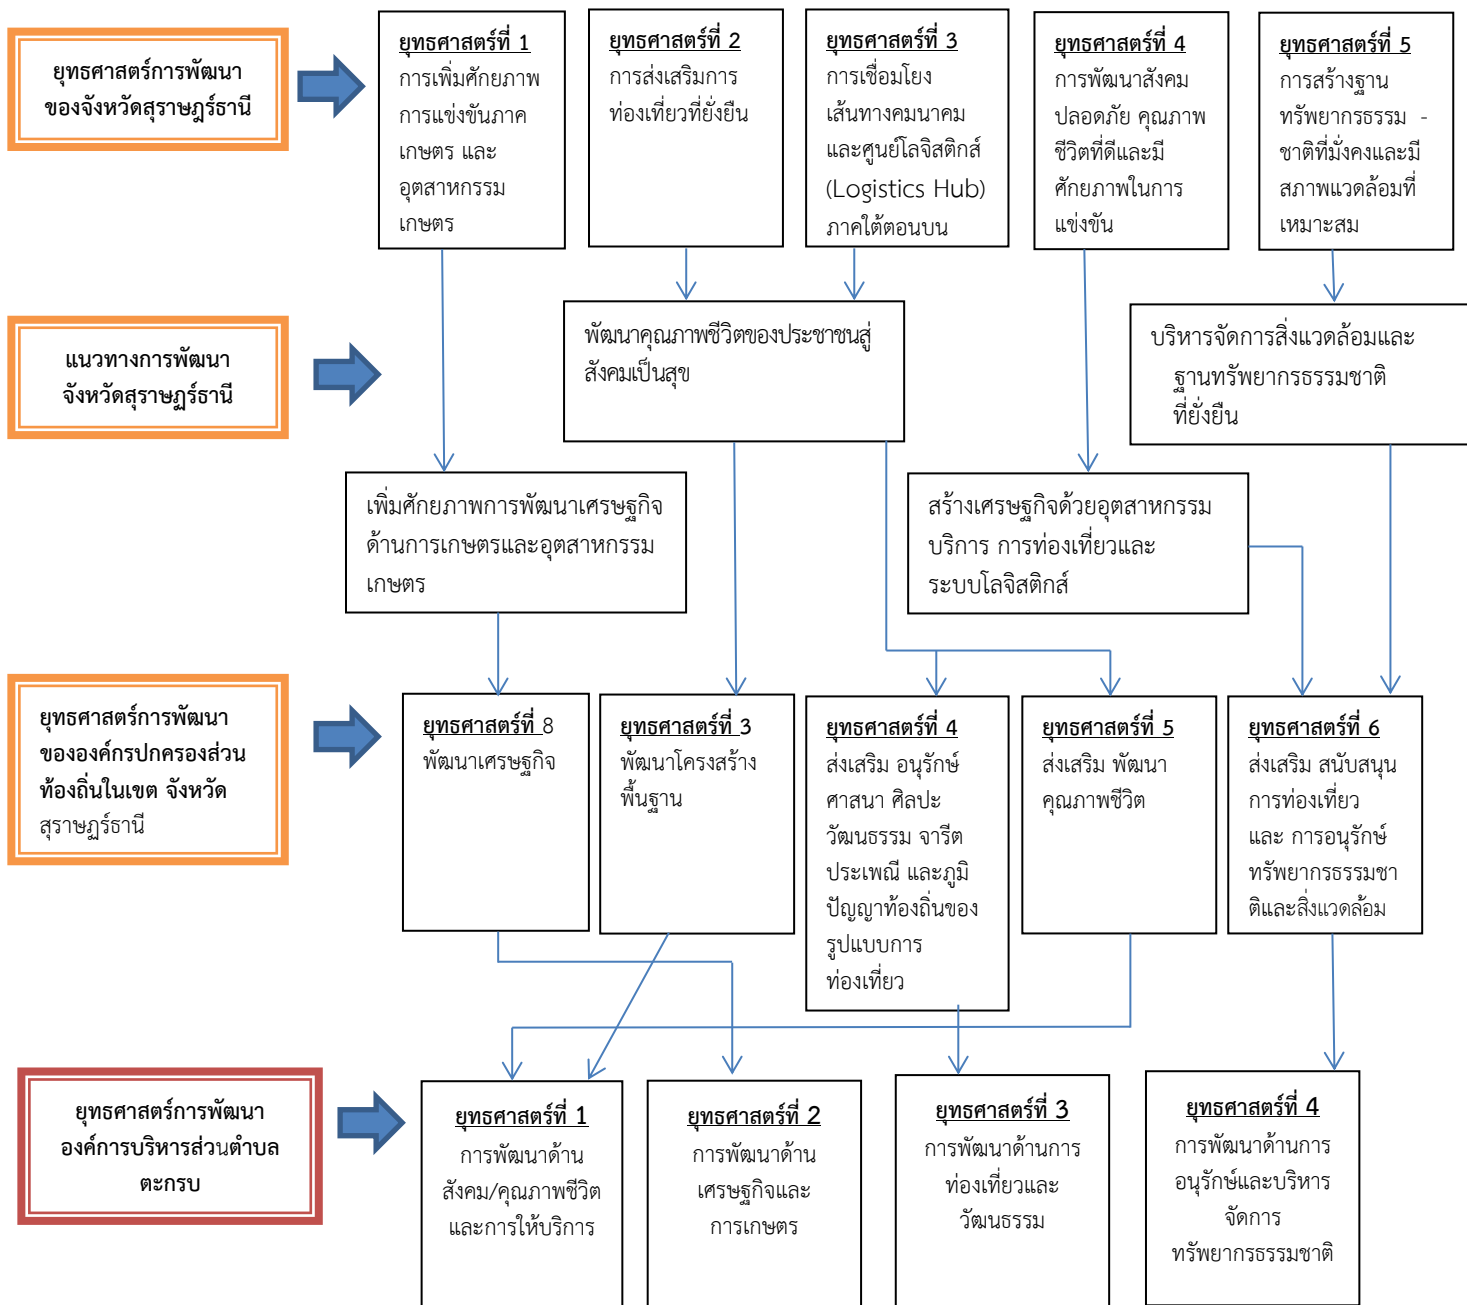 ยุทธศาสตร์การพัฒนา
ของจังหวัดสุราษฎร์ธานี
ยุทธศาสตร์ที่ 1
การเพิ่มศักยภาพ
การแข่งขันภาค
เกษตร และ
อุตสาหกรรม
เกษตร
ยุทธศาสตร์ที่ 2
การส่งเสริมการ
ท่องเที่ยวที่ยั่งยืน
ยุทธศาสตร์ที่ 3
การเชื่อมโยง
เส้นทางคมนาคม
และศูนย์โลจิสติกส์
(Logistics Hub)
ภาคใต้ตอนบน
ยุทธศาสตร์ที่ 4
การพัฒนาสังคม
ปลอดภัย คุณภาพ
ชีวิตที่ดีและมี
ศักยภาพในการ
แข่งขัน
ยุทธศาสตร์ที่ 5
การสร้างฐาน
ทรัพยากรธรรม -
ชาติที่มั่งคงและมี
สภาพแวดล้อมที่
เหมาะสม
แนวทางการพัฒนา
จังหวัดสุราษฏร์ธานี
พัฒนาคุณภาพชีวิตของประชาชนสู่
สังคมเป็นสุข
บริหารจัดการสิ่งแวดล้อมและ
ฐานทรัพยากรธรรมชาติ
ที่ยั่งยืน
เพิ่มศักยภาพการพัฒนาเศรษฐกิจ
ด้านการเกษตรและอุตสาหกรรม
เกษตร
สร้างเศรษฐกิจด้วยอุตสาหกรรม
บริการ การท่องเที่ยวและ
ระบบโลจิสติกส์
ยุทธศาสตร์การพัฒนา
ขององค์กรปกครองส่วน
ท้องถิ่นในเขต จังหวัด
สุราษฏร์ธานี
ยุทธศาสตร์ที่ 8
พัฒนาเศรษฐกิจ
ยุทธศาสตร์ที่ 3
พัฒนาโครงสร้าง
พื้นฐาน
ยุทธศาสตร์ที่ 4
ส่งเสริม อนุรักษ์
ศาสนา ศิลปะ
วัฒนธรรม จารีต
ประเพณี และภูมิ
ปัญญาท้องถิ่นของ
รูปแบบการ
ท่องเที่ยว
ยุทธศาสตร์ที่ 5
ส่งเสริม พัฒนา
คุณภาพชีวิต
ยุทธศาสตร์ที่ 6
ส่งเสริม สนับสนุน
การท่องเที่ยว
และ การอนุรักษ์
ทรัพยากรธรรมชา
ติและสิ่งแวดล้อม
ยุทธศาสตร์การพัฒนา
องค์การบริหารส่วนตำบล
ตะกรบ
ยุทธศาสตร์ที่ 1
การพัฒนาด้าน
สังคม/คุณภาพชีวิต
และการให้บริการ
ยุทธศาสตร์ที่ 2
การพัฒนาด้าน
เศรษฐกิจและ
การเกษตร
ยุทธศาสตร์ที่ 3
การพัฒนาด้านการ
ท่องเที่ยวและ
วัฒนธรรม
ยุทธศาสตร์ที่ 4
การพัฒนาด้านการ
อนุรักษ์และบริหาร
จัดการ
ทรัพยากรธรรมชาติ